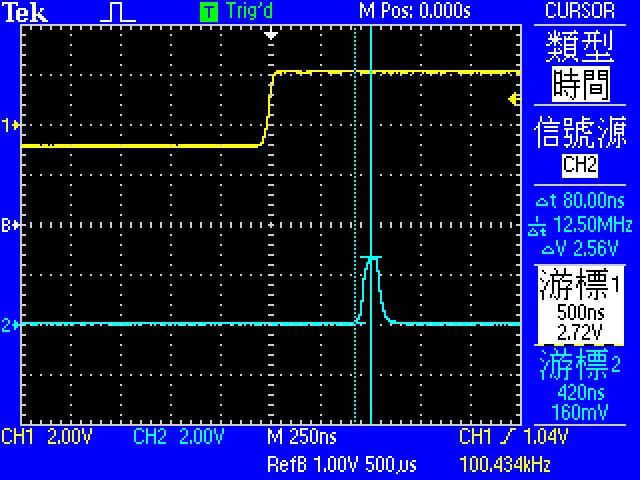 Tek T Trig'd M Pos: 0.000s CURSOR
類型
時間
信號源
CH2
Δt 80.00ns
1/Δt 12.50MHz
ΔV 2.56V
游標1
500ns
2.72V
游標2
420ns
160mV
1
B
2
CH1 2.00V CH2 2.00V M 250ns CH1 1.04V
RefB 1.00V 500µs 100.434kHz